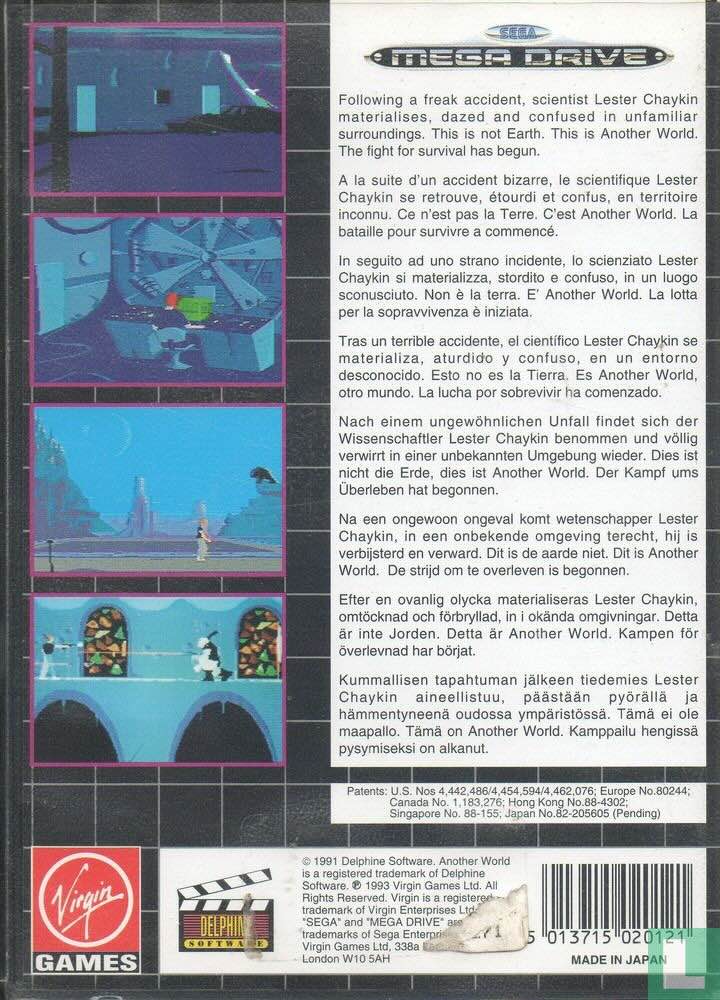 SEGA
MEGA DRIVE
Following a freak accident, scientist Lester Chaykin
materialises, dazed and confused in unfamiliar
surroundings. This is not Earth. This is Another World.
The fight for survival has begun.
A la suite d'un accident bizarre, le scientifique Lester
Chaykin se retrouve, étourdi et confus, en territoire
inconnu. Ce n'est pas la Terre. C'est Another World. La
bataille pour survivre a commencé.
In seguito ad uno strano incidente, lo scienziato Lester
Chaykin si materializza, stordito e confuso, in un luogo
sconusciuto. Non è la terra. E' Another World. La lotta
per la sopravvivenza è iniziata.
Tras un terrible accidente, el científico Lester Chaykin se
materializa, aturdido y confuso, en un entorno
desconocido. Esto no es la Tierra. Es Another World,
otro mundo. La lucha por sobrevivir ha comenzado.
Nach einem ungewöhnlichen Unfall findet sich der
Wissenschaftler Lester Chaykin benommen und völlig
verwirrt in einer unbekannten Umgebung wieder. Dies ist
nicht die Erde, dies ist Another World. Der Kampf ums
Überleben hat begonnen.
Na een ongewoon ongeval komt wetenschapper Lester
Chaykin, in een onbekende omgeving terecht, hij is
verbijsterd en verward. Dit is de aarde niet. Dit is Another
World. De strijd om te overleven is begonnen.
Efter en ovanlig olycka materialiseras Lester Chaykin,
omtöcknad och förbryllad, in i okända omgivningar. Detta
är inte Jorden. Detta är Another World. Kampen för
överlevnad har börjat.
Kummallisen tapahtuman jälkeen tiedemies Lester
Chaykin aineellistuu, päästään pyörällä ja
hämmentyneenä oudossa ympäristössä. Tämä ei ole
maapallo. Tämä on Another World. Kamppailu hengissä
pysymiseksi on alkanut.
Patents: U.S. Nos 4,442,486/4,454,594/4,462,076; Europe No.80244;
Canada No. 1,183,276; Hong Kong No.88-4302;
Singapore No. 88-155; Japan No.82-205605 (Pending)
Virgin
GAMES
DELPHINE
SOFTWARE
© 1991 Delphine Software. Another World
is a registered trademark of Delphine
Software. ℗ 1993 Virgin Games Ltd. All
Rights Reserved. Virgin is a registered
trademark of Virgin Enterprises Ltd.
"SEGA" and "MEGA DRIVE" are
trademarks of Sega
Virgin Games Ltd, 338a
London W10 5AH
5 013715 020121
MADE IN JAPAN
L